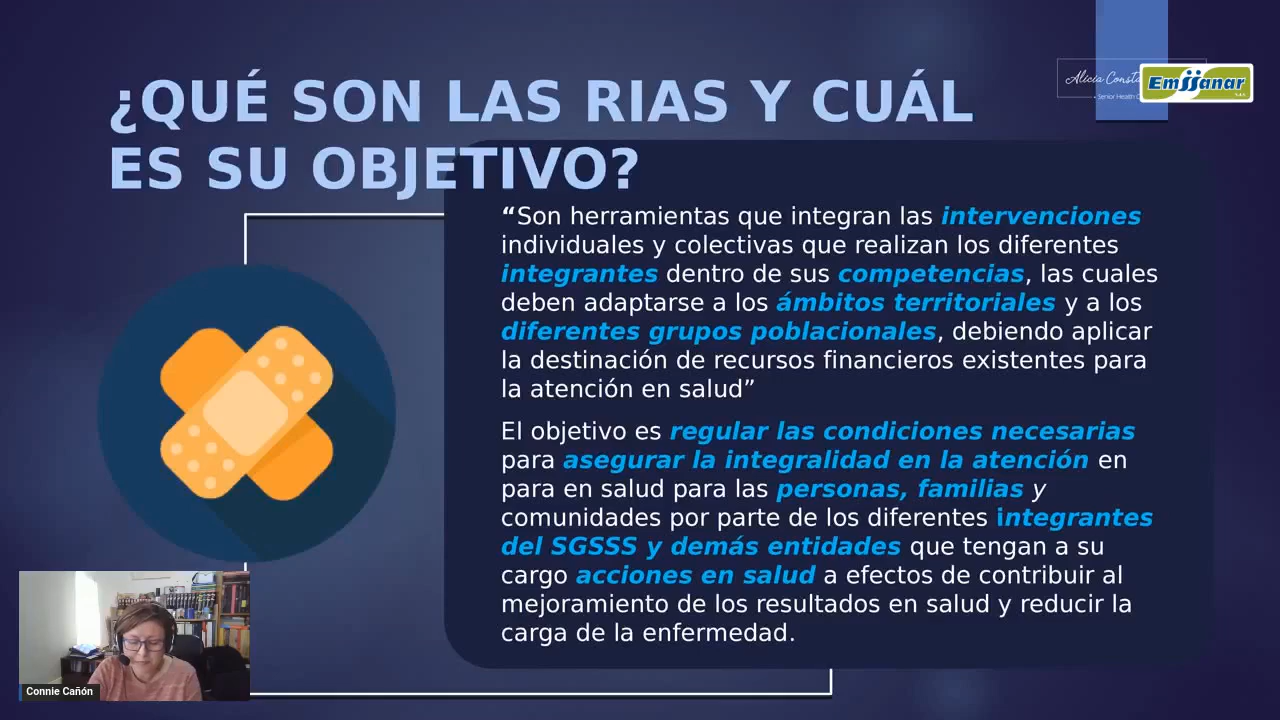 ¿QUÉ SON LAS RIAS Y CUÁL
ES SU OBJETIVO?
Alicia
Senior Health
Emssanar
S.A.S.
“Son herramientas que integran las intervenciones
individuales y colectivas que realizan los diferentes
integrantes dentro de sus competencias, las cuales
deben adaptarse a los ámbitos territoriales y a los
diferentes grupos poblacionales, debiendo aplicar
la destinación de recursos financieros existentes para
la atención en salud”
El objetivo es regular las condiciones necesarias
para asegurar la integralidad en la atención en
para en salud para las personas, familias y
comunidades por parte de los diferentes integrantes
del SGSSS y demás entidades que tengan a su
cargo acciones en salud a efectos de contribuir al
mejoramiento de los resultados en salud y reducir la
carga de la enfermedad.
Connie Cañón